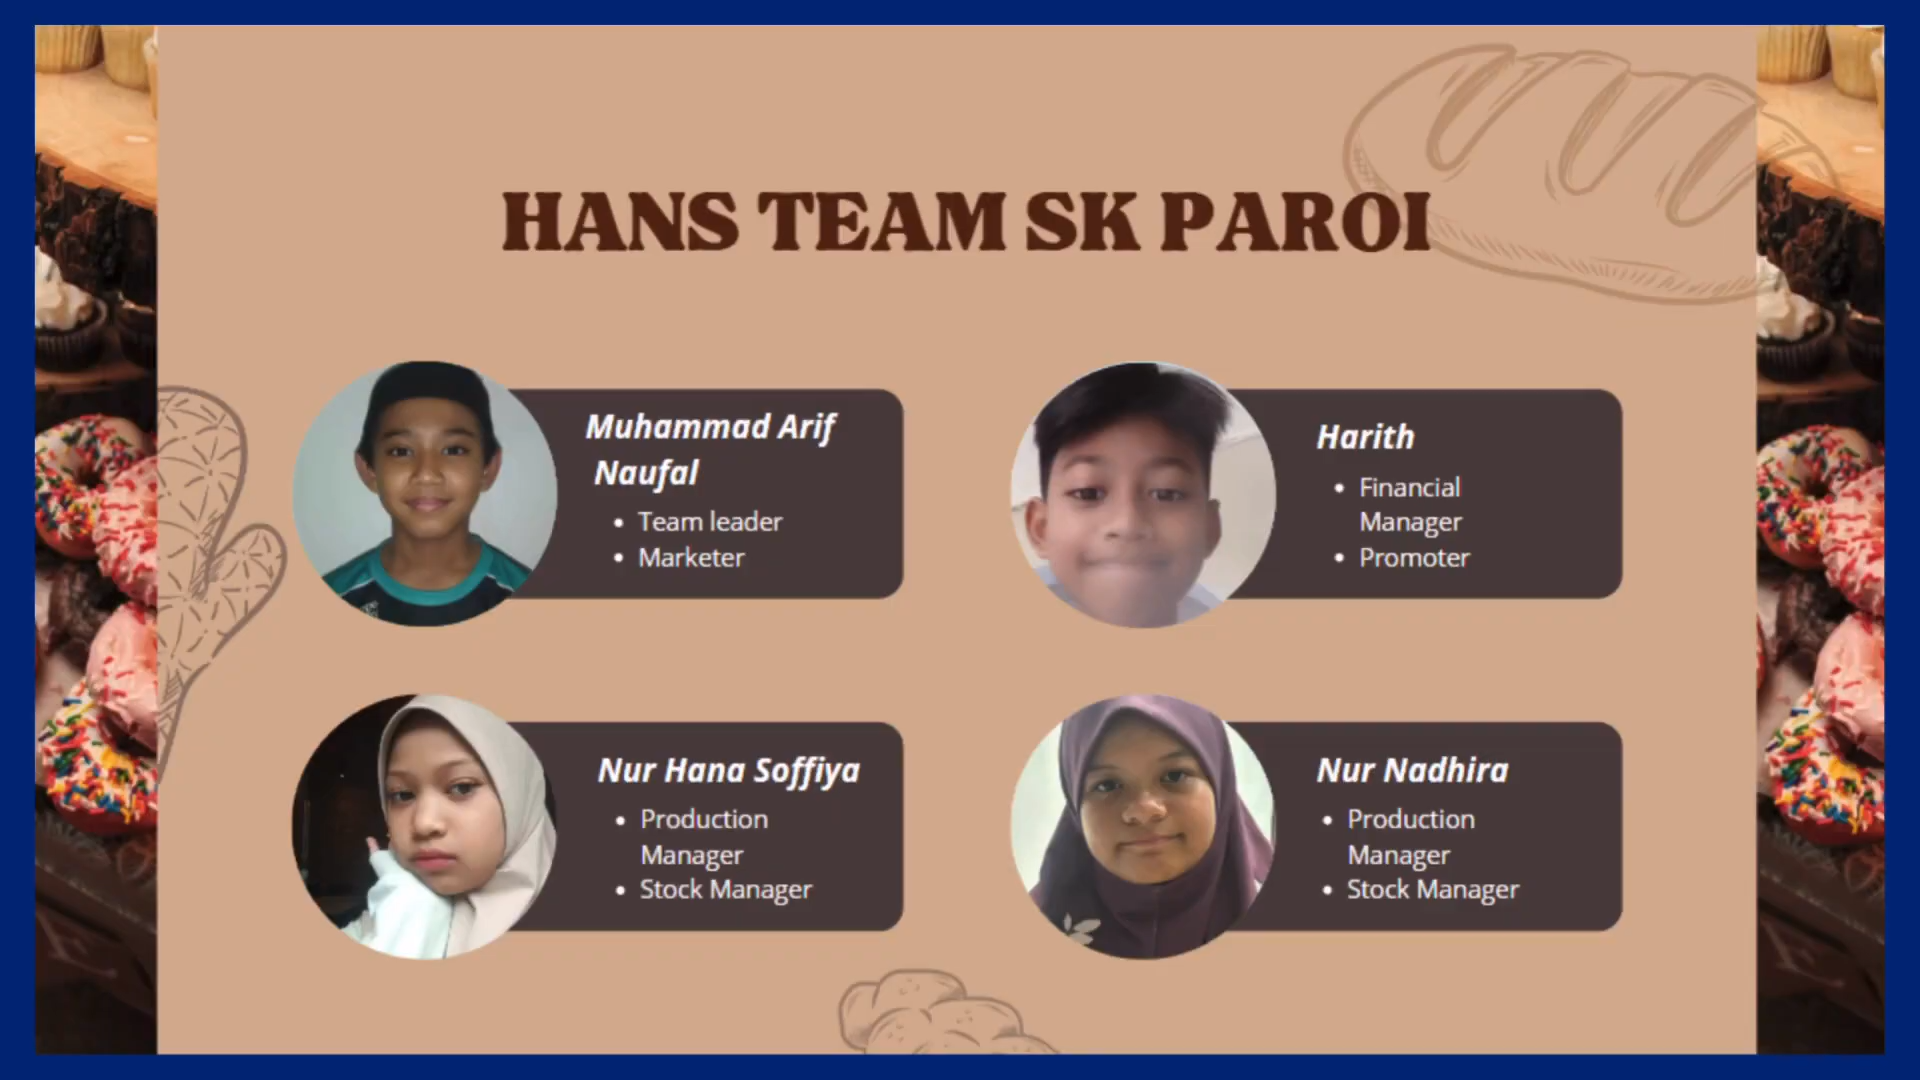 HANS TEAM SK PAROI
Muhammad Arif
Naufal
• Team leader
• Marketer
Harith
• Financial
Manager
• Promoter
Nur Hana Soffiya
• Production
Manager
• Stock Manager
Nur Nadhira
• Production
Manager
• Stock Manager